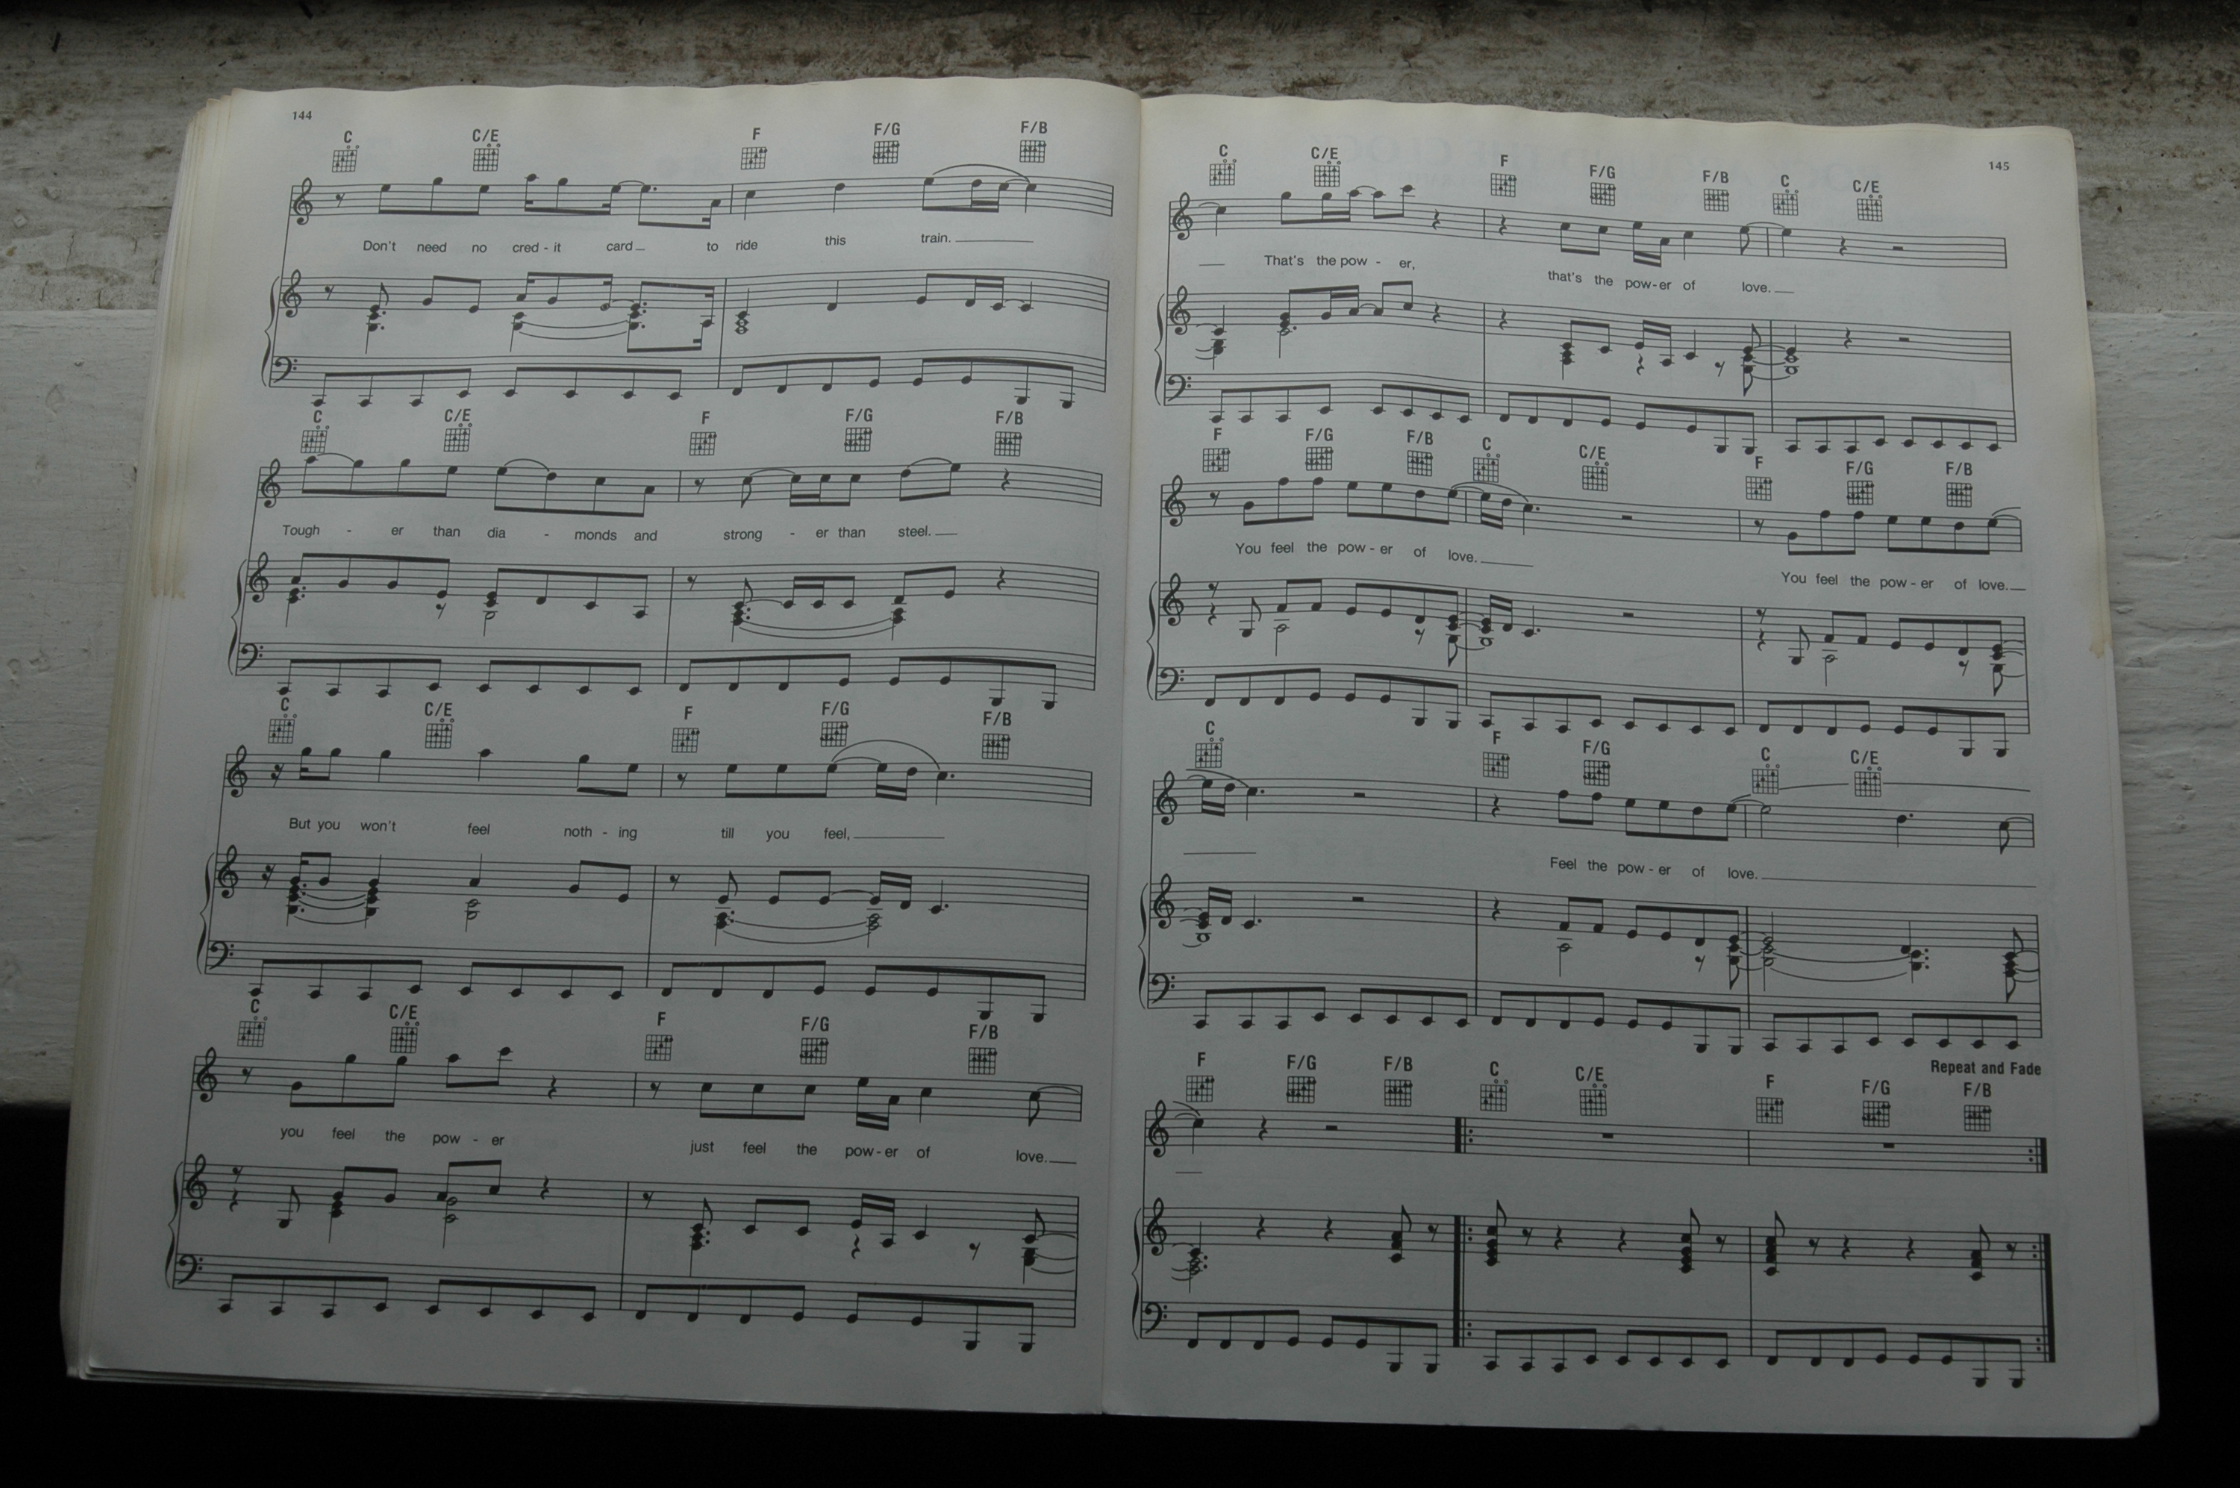 144
C C/E F F/G F/B
Don't need no cred - it card to ride this train.
C C/E F F/G F/B
Tough - er than dia - monds and strong - er than steel.
C C/E F F/G F/B
But you won't feel noth - ing till you feel,
C C/E F F/G F/B
you feel the pow - er just feel the pow - er of love.
145
C C/E F F/G F/B C C/E
That's the pow - er, that's the pow - er of love.
F F/G F/B C C/E F F/G F/B
You feel the pow - er of love. You feel the pow - er of love.
C F F/G C C/E
Feel the pow - er of love.
Repeat and Fade
F F/G F/B C C/E F F/G F/B